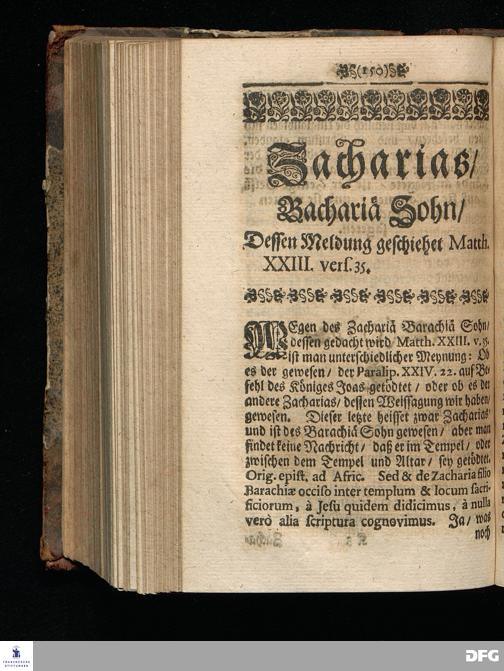 (150)
Zacharias/
Bachariä Sohn/
Dessen Meldung geschiehet Matth.
XXIII. vers. 35.
WEgen des Zachariä Barachiä Sohn/
dessen gedacht wird/ Matth. XXIII. v. 35.
ist man unterschiedlicher Meynung: Ob
es der gewesen/ der Paralip. XXIV. 22. auf Be-
fehl des Königes Joas getödtet/ oder ob es der
andere Zacharias/ dessen Weissagung wir haben/
gewesen. Dieser letzte heisset zwar Zacharias
und ist des Barachiä Sohn gewesen/ aber man
findet keine Nachricht/ daß er im Tempel/ oder
zwischen dem Tempel und Altar/ sey getödtet.
Orig. epist. ad Afric. Sed & de Zacharia filio
Barachiæ occiso inter templum & locum sacri-
ficiorum, à Jesu quidem didicimus, à nulla
verò alia scriptura cognovimus. Ja/ was
noch
FRANCKESCHE
STIFTUNGEN
DFG